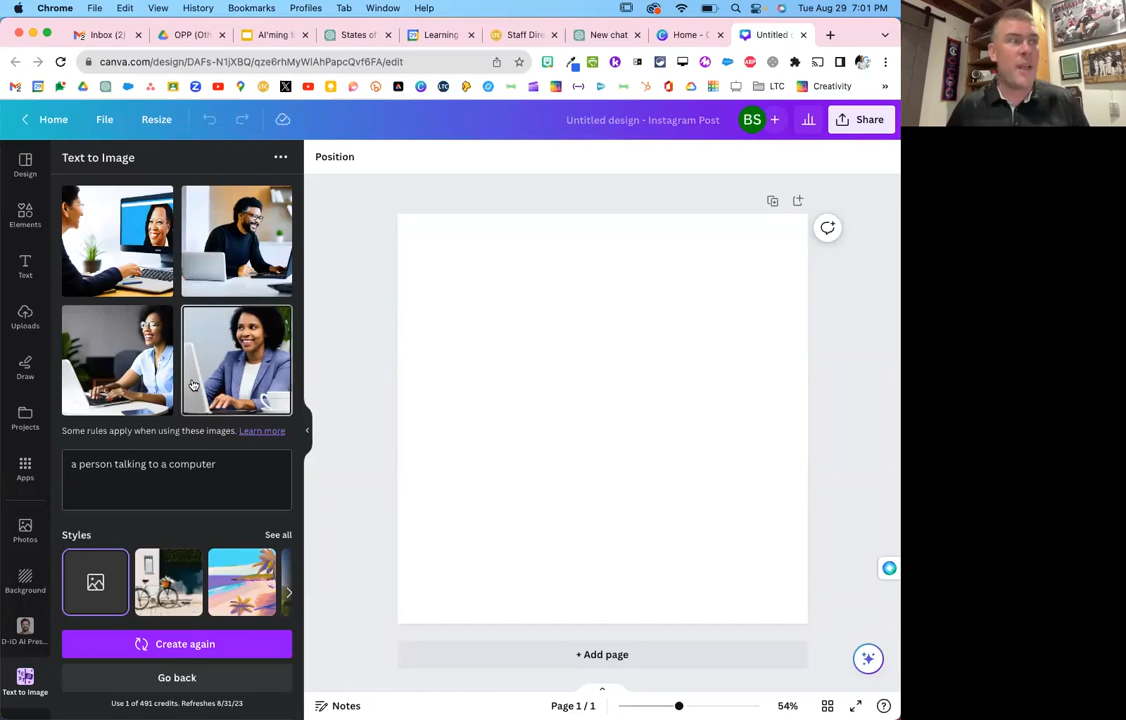 Chrome File Edit View History Bookmarks Profiles Tab Window Help Tue Aug 29 7:01 PM
Inbox (2) OPP (Oth AI'ming States of Learning Staff Dire New chat Home - C Untitled
canva.com/design/DAFs-N1jXBQ/qze6rhMyWlAhPapcQvf6FA/edit
LTC Creativity
Home File Resize Untitled design - Instagram Post BS + Share
Text to Image
Position
Design
Elements
Text
Uploads
Draw
Projects
Apps
Photos
Background
D-ID AI Pres...
Text to Image
Some rules apply when using these images. Learn more
a person talking to a computer
Styles See all
Create again
Go back
Use 1 of 491 credits. Refreshes 8/31/23
+ Add page
Notes Page 1 / 1 54%